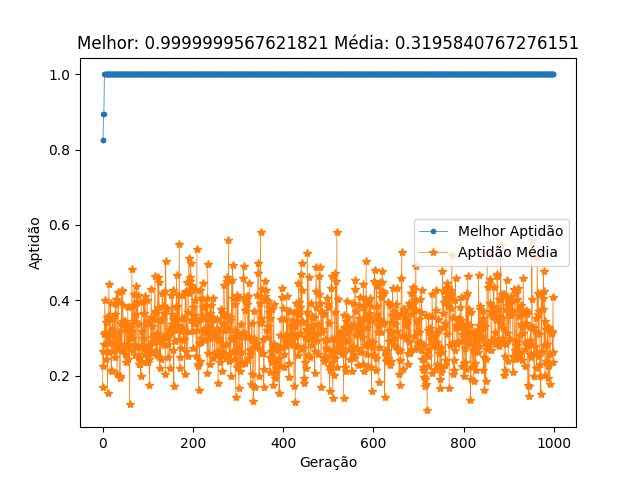 Melhor: 0.9999999567621821 Média: 0.3195840767276151
1.0
0.8
0.6
0.4
0.2
Aptidão
Melhor Aptidão
Aptidão Média
0 200 400 600 800 1000
Geração